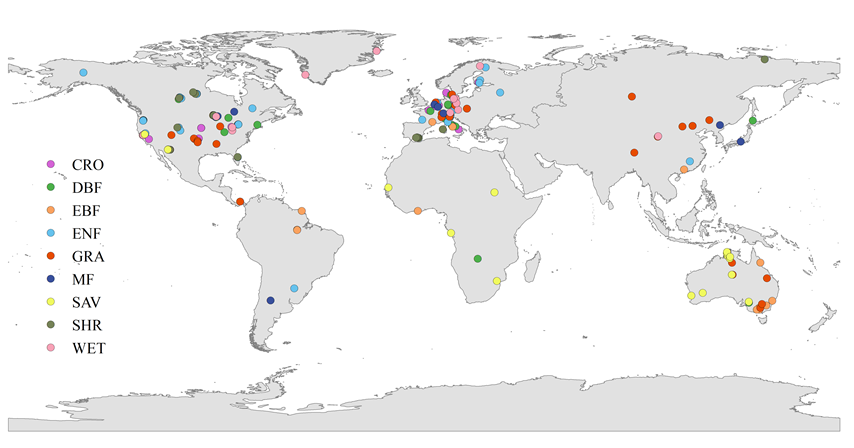 CRO
DBF
EBF
ENF
GRA
MF
SAV
SHR
WET